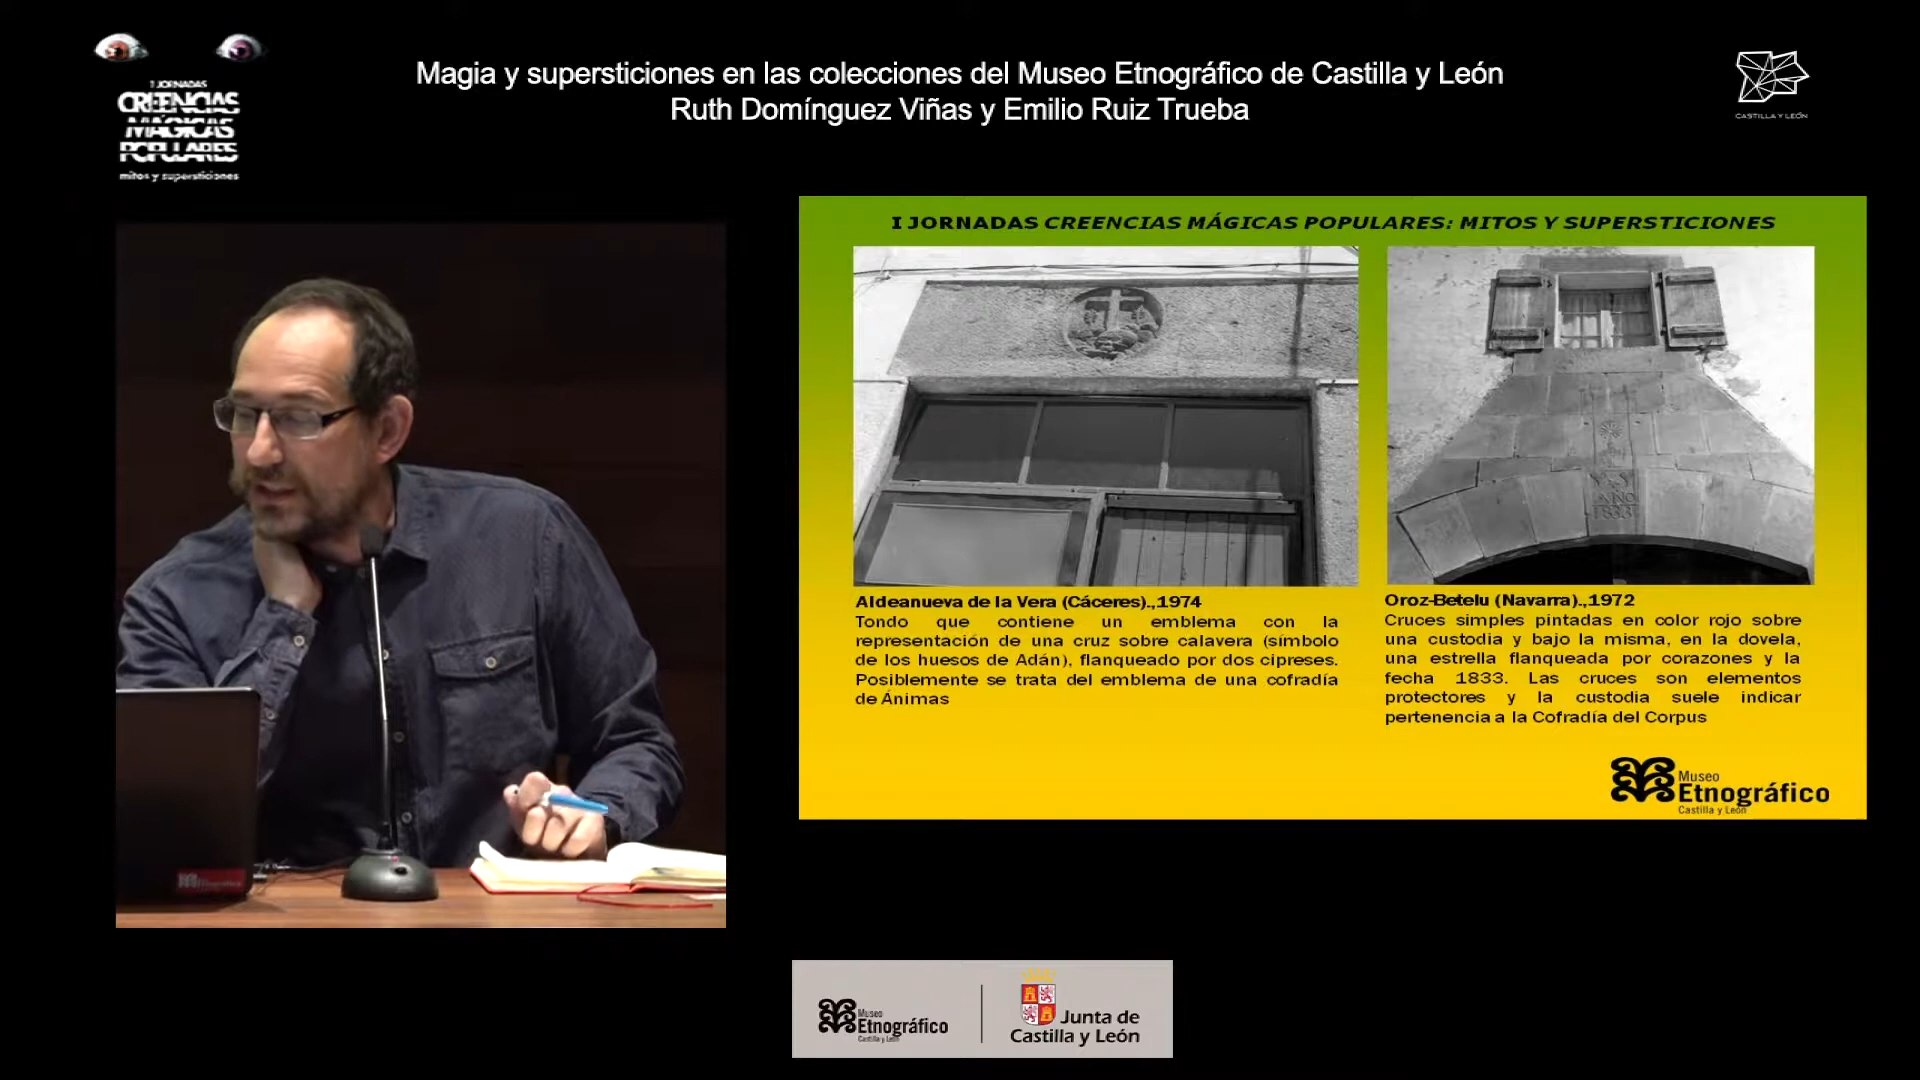 I JORNADAS
CREENCIAS
MÁGICAS
POPULARES
mitos y supersticiones
Magia y supersticiones en las colecciones del Museo Etnográfico de Castilla y León
Ruth Domínguez Viñas y Emilio Ruiz Trueba
CASTILLA Y LEÓN
I JORNADAS CREENCIAS MÁGICAS POPULARES: MITOS Y SUPERSTICIONES
AÑO
1833
Aldeanueva de la Vera (Cáceres).,1974
Tondo que contiene un emblema con la
representación de una cruz sobre calavera (símbolo
de los huesos de Adán), flanqueado por dos cipreses.
Posiblemente se trata del emblema de una cofradía
de Ánimas
Oroz-Betelu (Navarra).,1972
Cruces simples pintadas en color rojo sobre
una custodia y bajo la misma, en la dovela,
una estrella flanqueada por corazones y la
fecha 1833. Las cruces son elementos
protectores y la custodia suele indicar
pertenencia a la Cofradía del Corpus
Museo
Etnográfico
Castilla y León
Museo
Etnográfico
Castilla y León
Junta de
Castilla y León